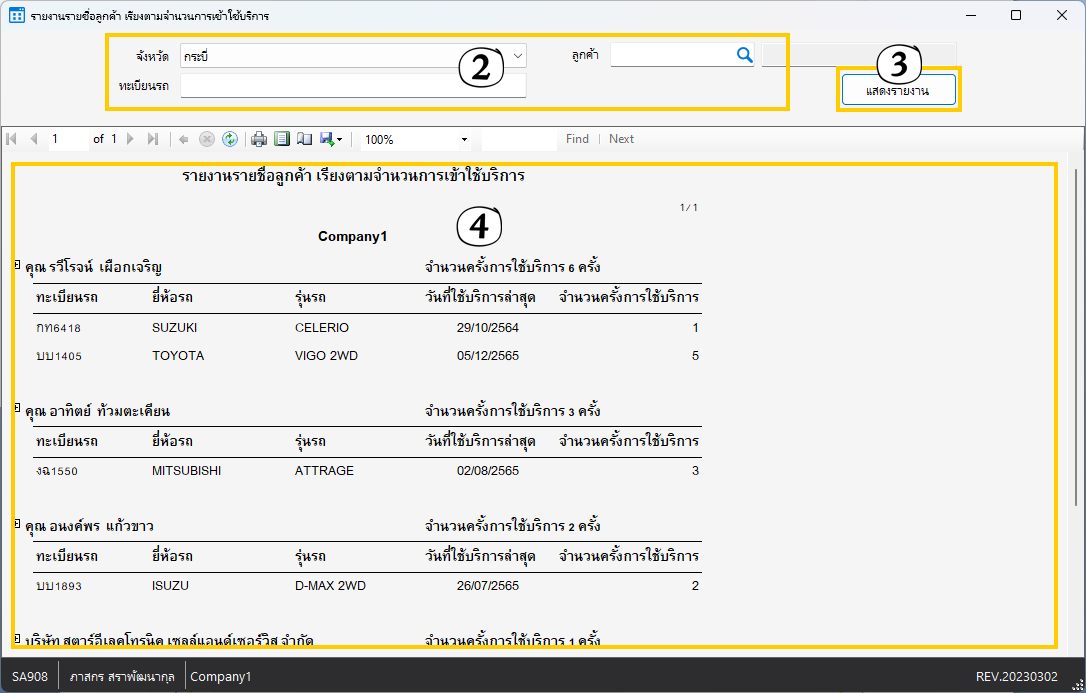 รายงานรายชื่อลูกค้า เรียงตามจำนวนการเข้าใช้บริการ
จังหวัด กระบี่ 2 ลูกค้า
3
ทะเบียนรถ แสดงรายงาน
1 of 1 100% Find | Next
รายงานรายชื่อลูกค้า เรียงตามจำนวนการเข้าใช้บริการ
1 / 1
4
Company1
คุณ รวีโรจน์ เผือกเจริญ จำนวนครั้งการใช้บริการ 6 ครั้ง
ทะเบียนรถ ยี่ห้อรถ รุ่นรถ วันที่ใช้บริการล่าสุด จำนวนครั้งการใช้บริการ
กท6418 SUZUKI CELERIO 29/10/2564 1
บบ1405 TOYOTA VIGO 2WD 05/12/2565 5
คุณ อาทิตย์ ท้วมตะเคียน จำนวนครั้งการใช้บริการ 3 ครั้ง
ทะเบียนรถ ยี่ห้อรถ รุ่นรถ วันที่ใช้บริการล่าสุด จำนวนครั้งการใช้บริการ
งฉ1550 MITSUBISHI ATTRAGE 02/08/2565 3
คุณ อนงค์พร แก้วขาว จำนวนครั้งการใช้บริการ 2 ครั้ง
ทะเบียนรถ ยี่ห้อรถ รุ่นรถ วันที่ใช้บริการล่าสุด จำนวนครั้งการใช้บริการ
บบ1893 ISUZU D-MAX 2WD 26/07/2565 2
บริษัท สตาร์อีเลคโทรนิค เซลล์แอนด์เซอร์วิส จำกัด จำนวนครั้งการใช้บริการ 1 ครั้ง
SA908 ภาสกร สราพัฒนากุล Company1 REV.20230302